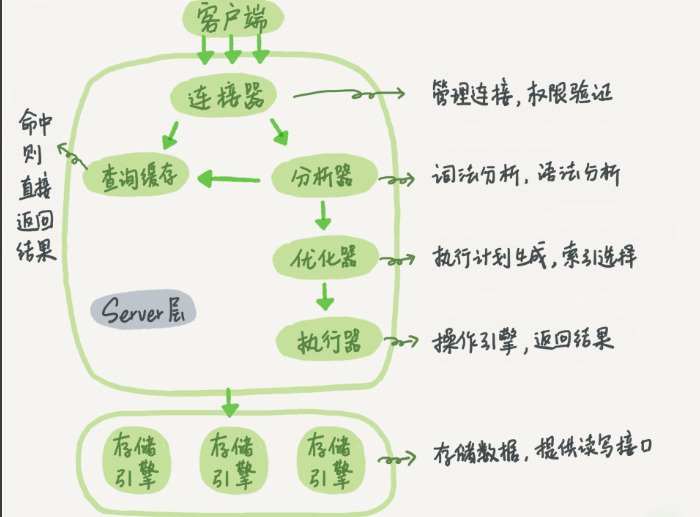 客户端
连接器
管理连接,权限验证
命中
则
直接
返回
结果
查询缓存
分析器
词法分析,语法分析
优化器
执行计划生成,索引选择
Server层
执行器
操作引擎,返回结果
存储
引擎
存储
引擎
存储
引擎
存储数据,提供读写接口